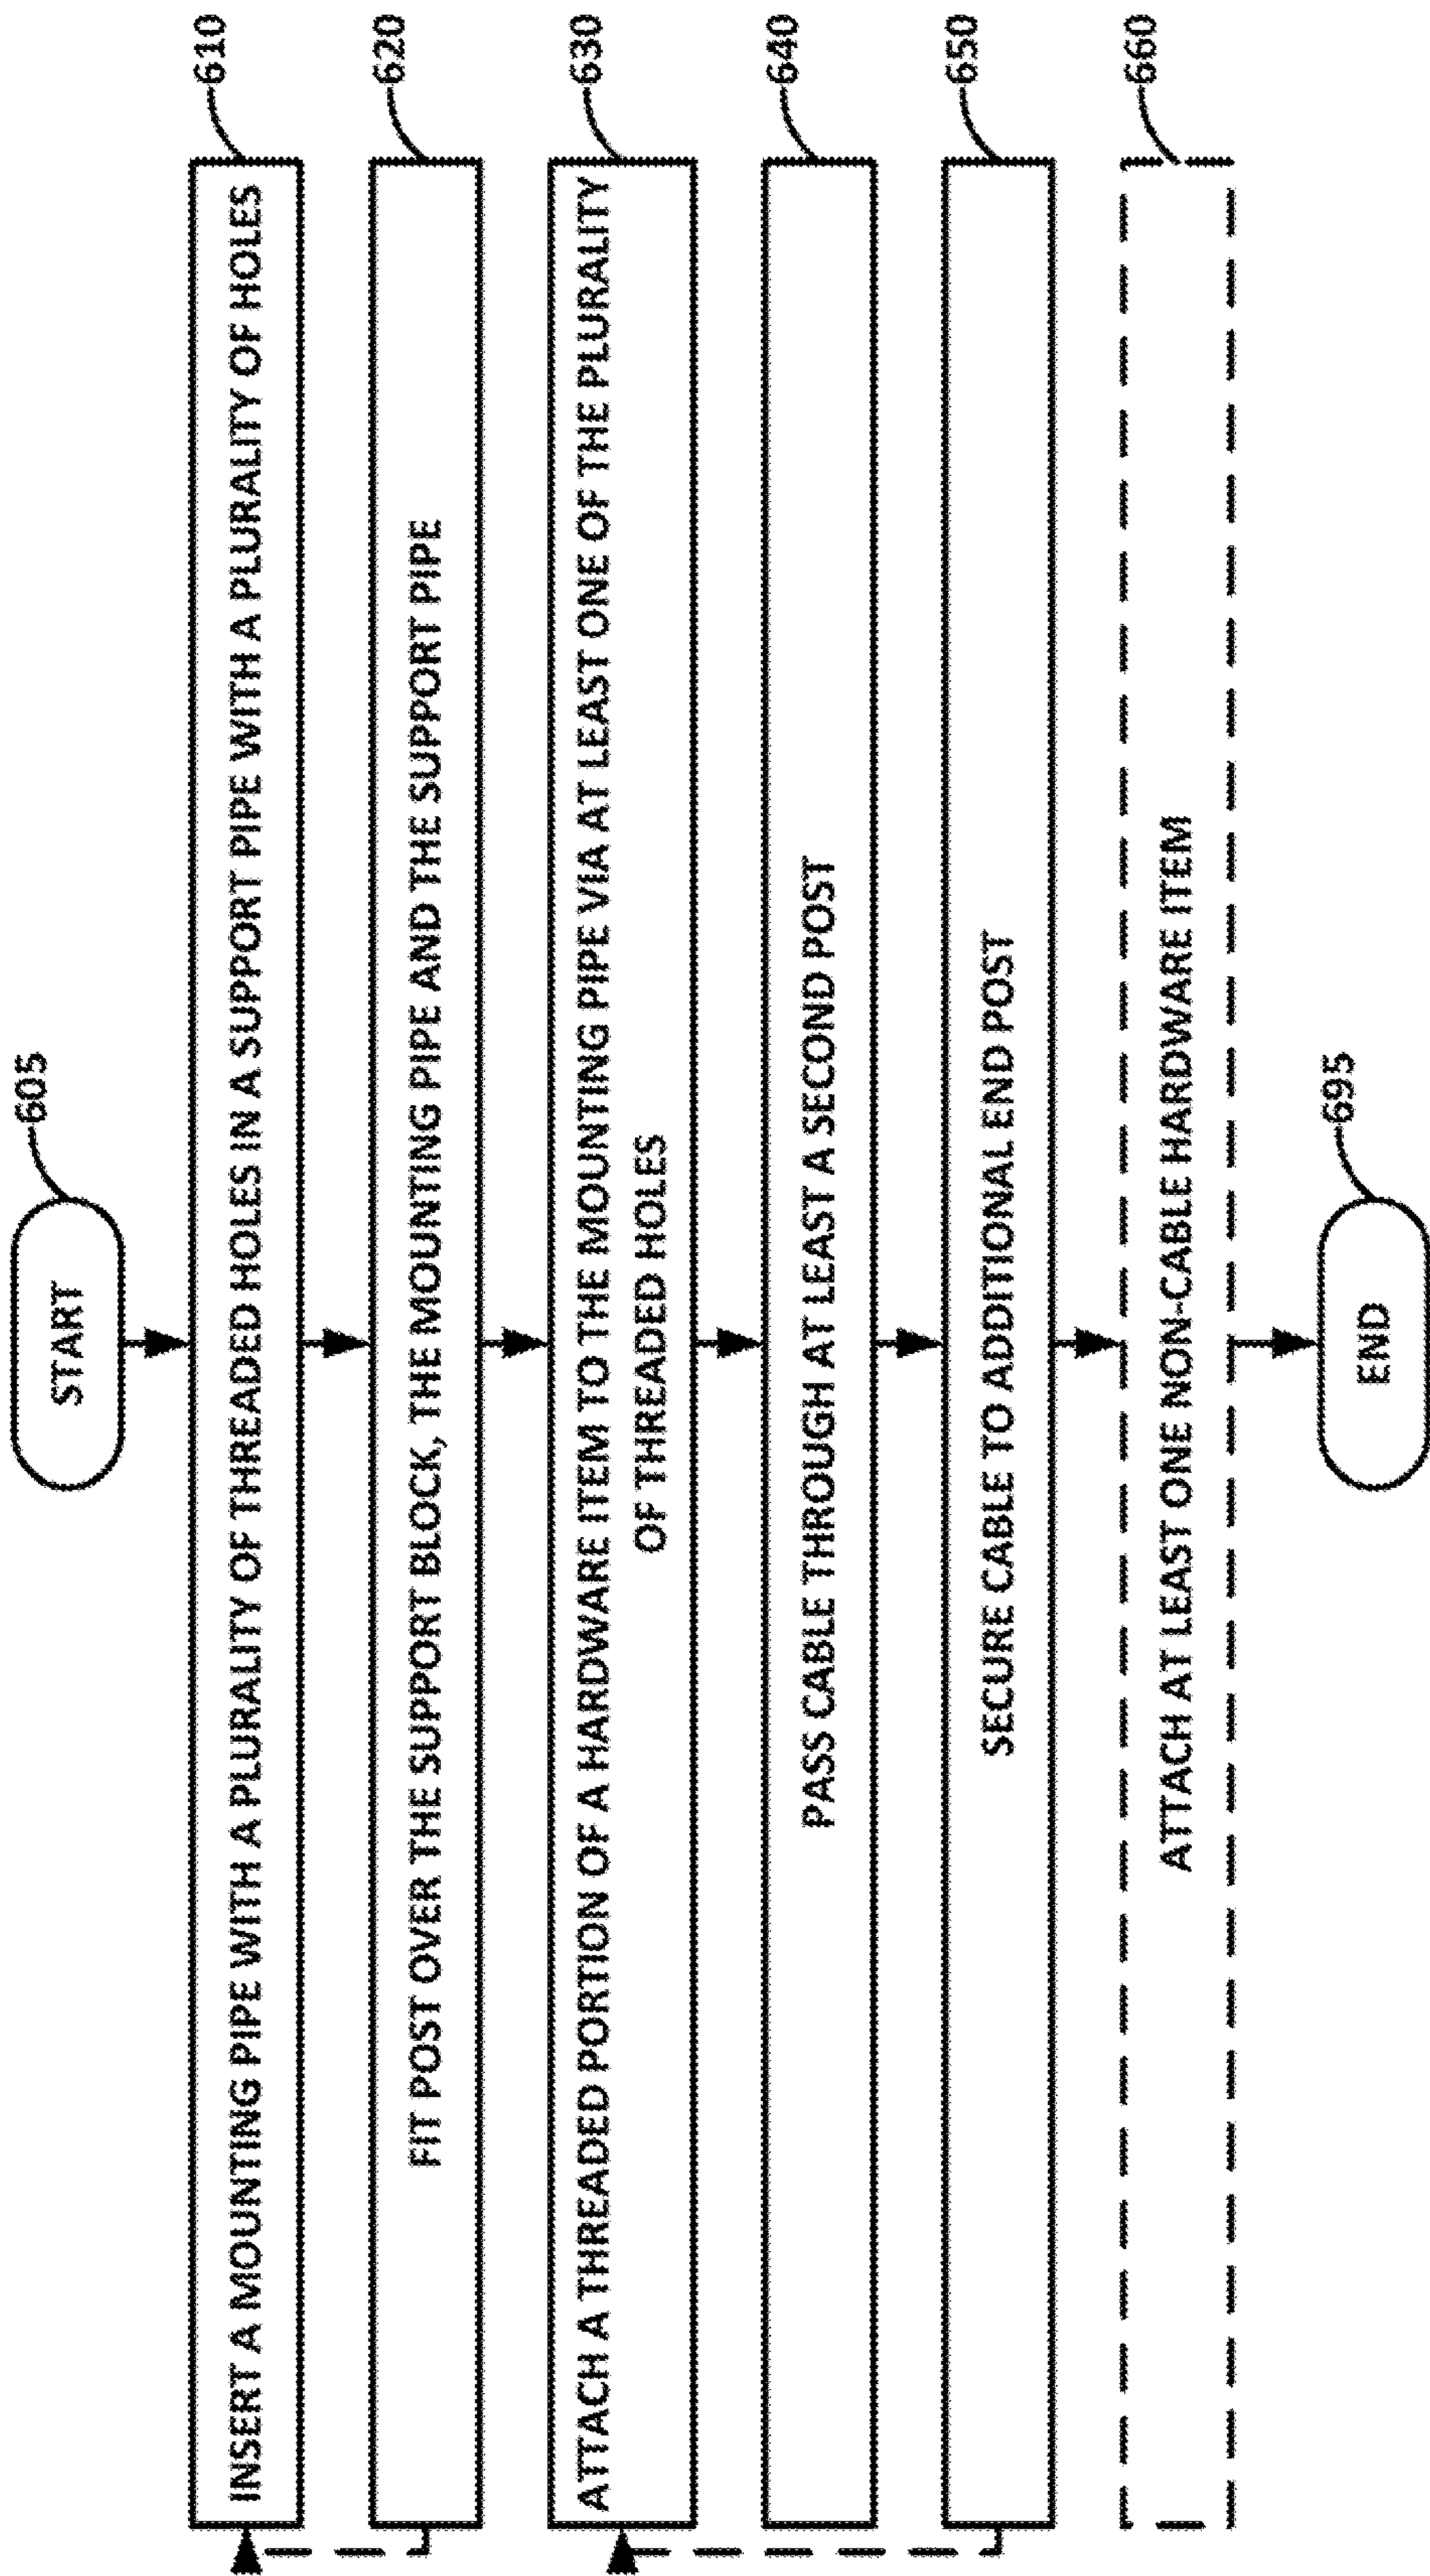 605
START
INSERT A MOUNTING PIPE WITH A PLURALITY OF THREADED HOLES IN A SUPPORT PIPE WITH A PLURALITY OF HOLES
610
FIT POST OVER THE SUPPORT BLOCK, THE MOUNTING PIPE AND THE SUPPORT PIPE
620
ATTACH A THREADED PORTION OF A HARDWARE ITEM TO THE MOUNTING PIPE VIA AT LEAST ONE OF THE PLURALITY
OF THREADED HOLES
630
PASS CABLE THROUGH AT LEAST A SECOND POST
640
SECURE CABLE TO ADDITIONAL END POST
650
ATTACH AT LEAST ONE NON-CABLE HARDWARE ITEM
660
695
END